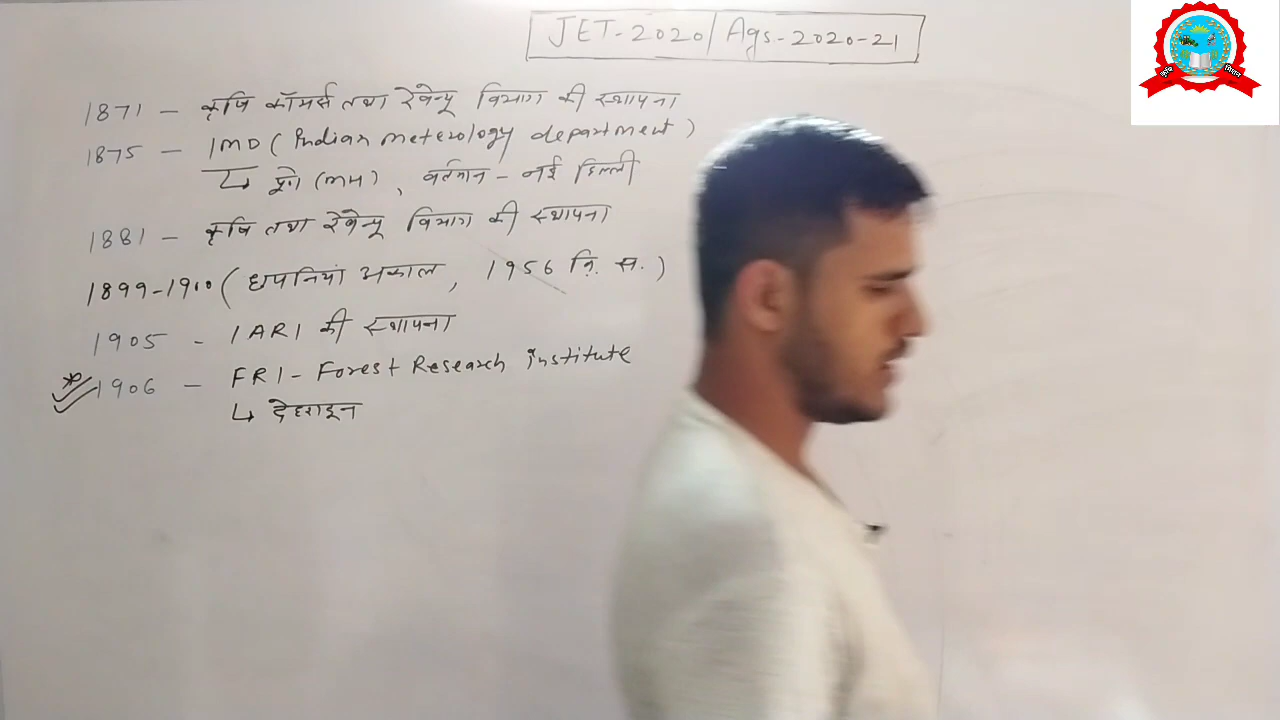 JET-2020/Ags-2020-21
1871 - कृषि कॉमर्स तथा रेवेन्यू विभाग की स्थापना
1875 - IMD (Indian meterology department)
↳ पूणे (MH), वर्तमान - नई दिल्ली
1881 - कृषि तथा रेवेन्यू विभाग की स्थापना
1899-1900 (छपनियां अकाल, 1956 वि. स.)
1905 - IARI की स्थापना
1906 - FRI - Forest Research institute
↳ देहरादून
कृषि